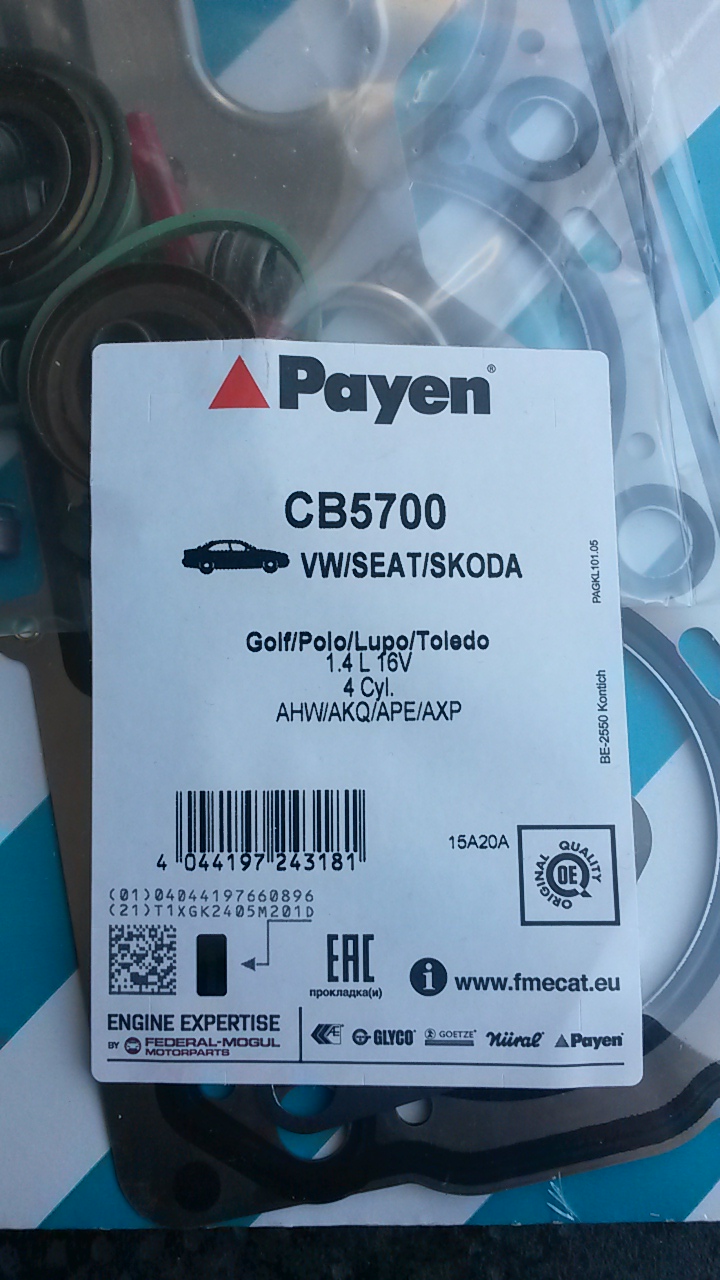 Payen®
CB5700
VW/SEAT/SKODA
Golf/Polo/Lupo/Toledo
1.4 L 16V
4 Cyl.
AHW/AKQ/APE/AXP
PAGKL101.05
BE-2550 Kontich
4 044197 243181
15A20A
ORIGINAL QUALITY
OE
(01)04044197660896
(21)T1XGK2405M201D
EAC
прокладка(и)
i www.fmecat.eu
ENGINE EXPERTISE
BY FEDERAL-MOGUL
MOTORPARTS
AE GLYCO® GOETZE® Nüral® Payen®